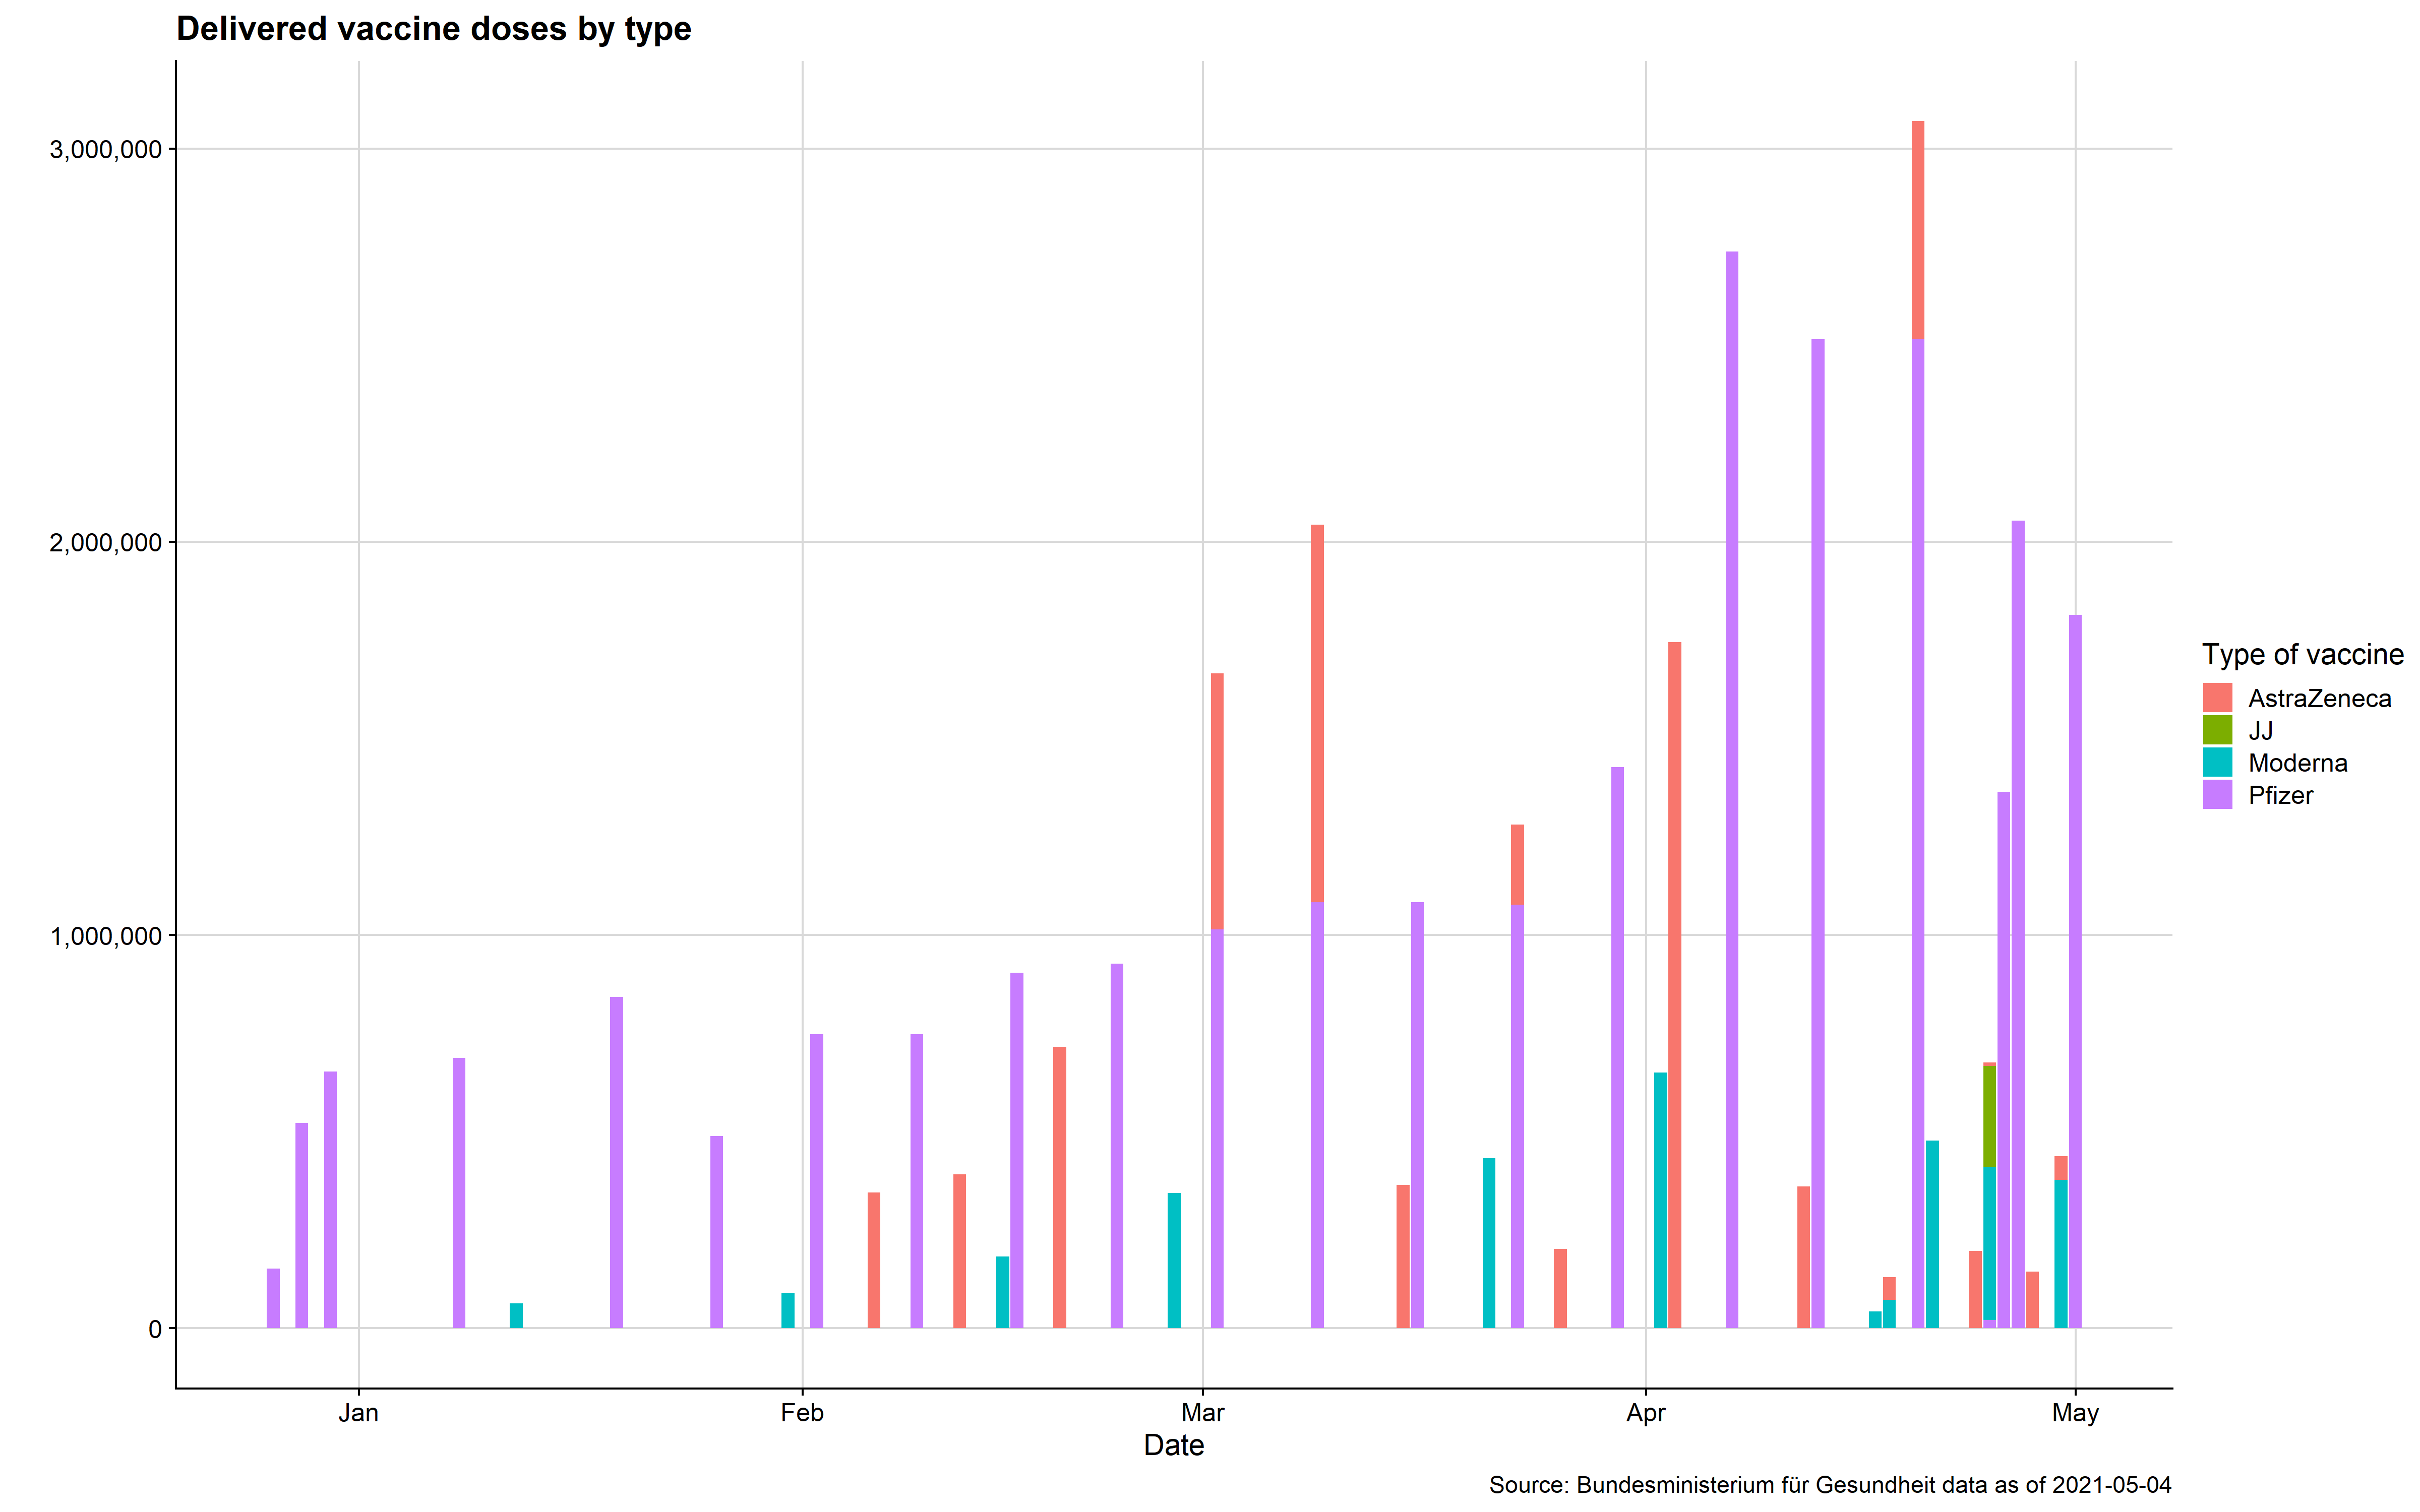 Delivered vaccine doses by type
3,000,000
2,000,000
1,000,000
0
Jan
Feb
Mar
Apr
May
Date
Type of vaccine
AstraZeneca
JJ
Moderna
Pfizer
Source: Bundesministerium für Gesundheit data as of 2021-05-04